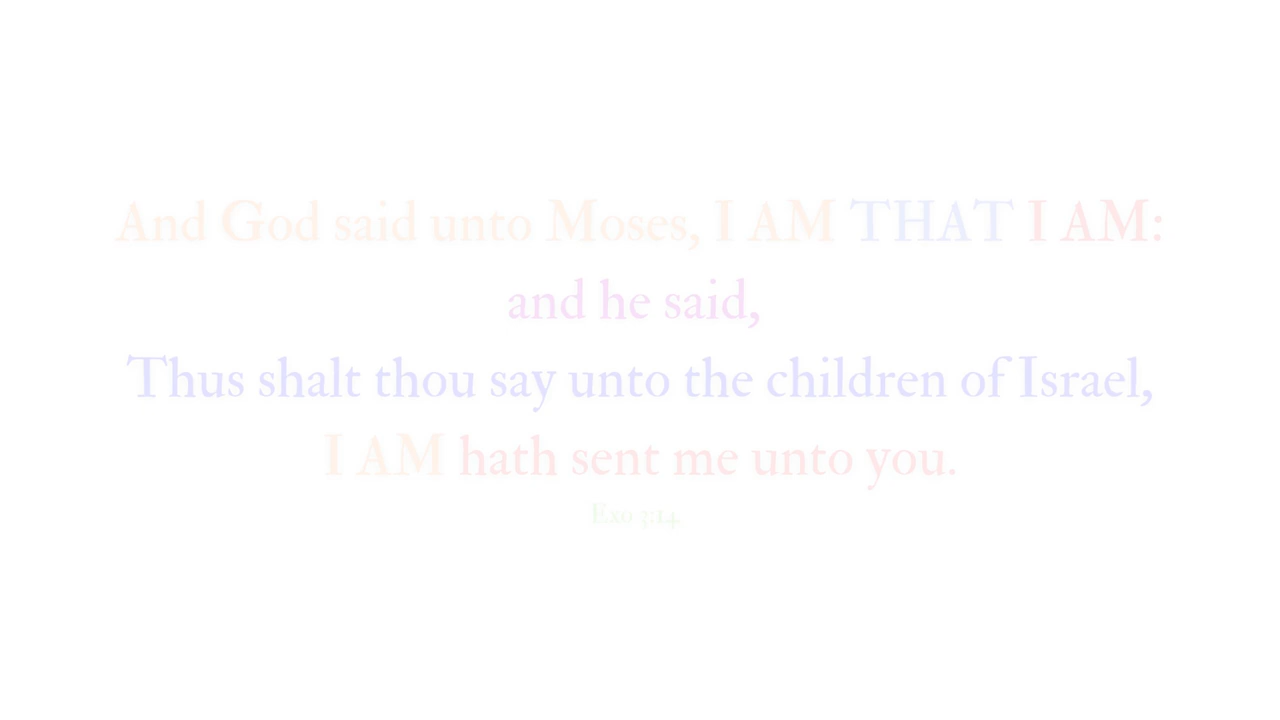 And God said unto Moses, I AM THAT I AM:
and he said,
Thus shalt thou say unto the children of Israel,
I AM hath sent me unto you.
Exo 3:14